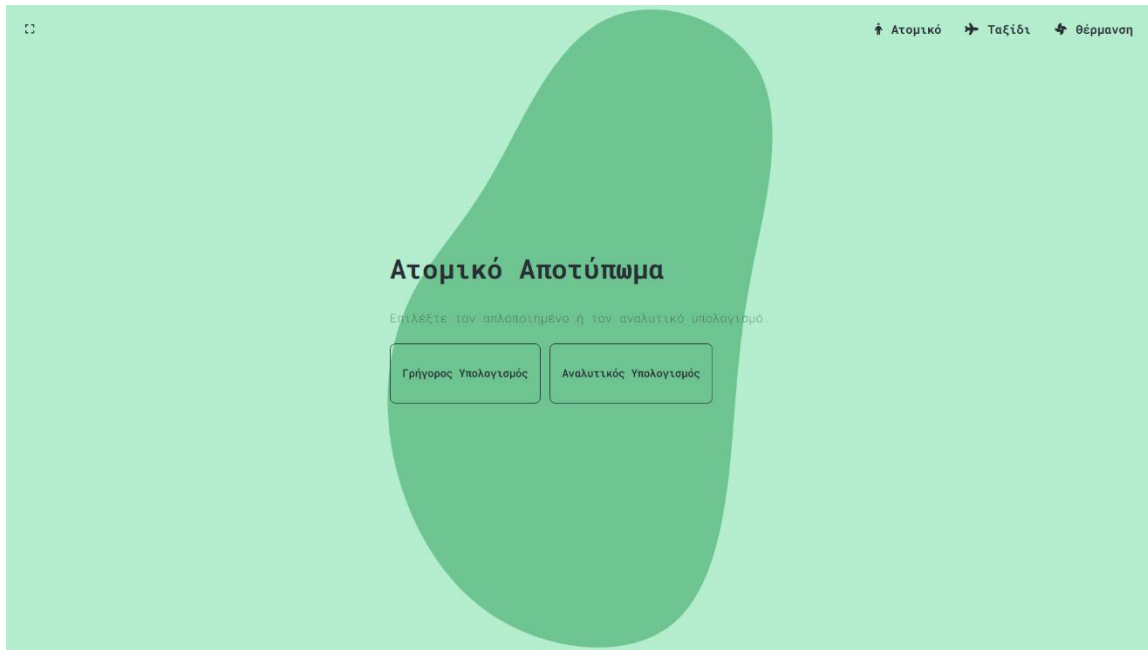 Ατομικό Ταξίδι Θέρμανση
Ατομικό Αποτύπωμα
Επιλέξτε τον απλοποιημένο ή τον αναλυτικό υπολογισμό.
Γρήγορος Υπολογισμός Αναλυτικός Υπολογισμός